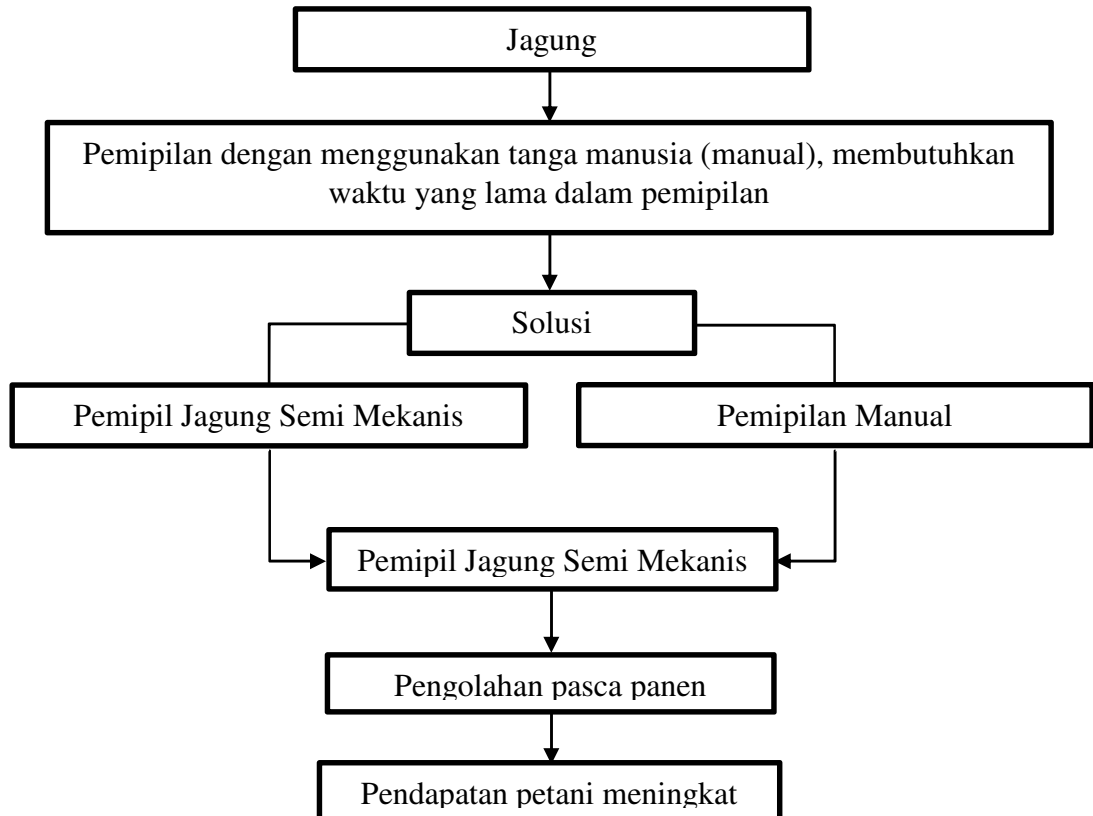 Jagung
Pemipilan dengan menggunakan tanga manusia (manual), membutuhkan
waktu yang lama dalam pemipilan
Solusi
Pemipil Jagung Semi Mekanis
Pemipilan Manual
Pemipil Jagung Semi Mekanis
Pengolahan pasca panen
Pendapatan petani meningkat